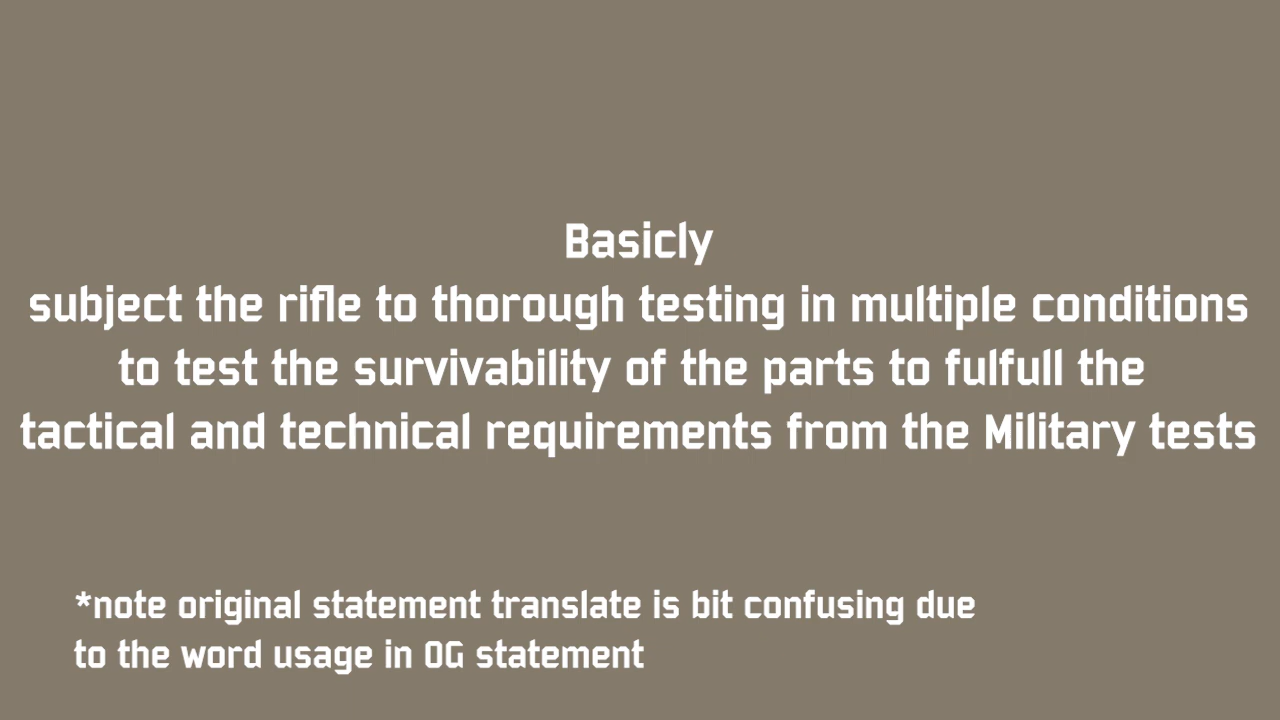 Basicly
subject the rifle to thorough testing in multiple conditions
to test the survivability of the parts to fulfull the
tactical and technical requirements from the Military tests
*note original statement translate is bit confusing due
to the word usage in OG statement